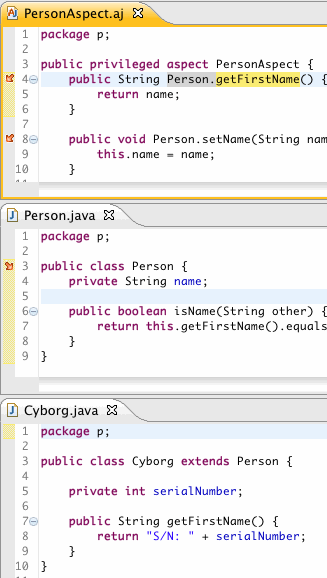 PersonAspect.aj
1 package p;
2
3 public privileged aspect PersonAspect {
4 public String Person.getFirstName() {
5 return name;
6 }
7
8 public void Person.setName(String nam
9 this.name = name;
10 }
11
Person.java
1 package p;
2
3 public class Person {
4 private String name;
5
6 public boolean isName(String other) {
7 return this.getFirstName().equals
8 }
9 }
Cyborg.java
1 package p;
2
3 public class Cyborg extends Person {
4
5 private int serialNumber;
6
7 public String getFirstName() {
8 return "S/N: " + serialNumber;
9 }
10 }